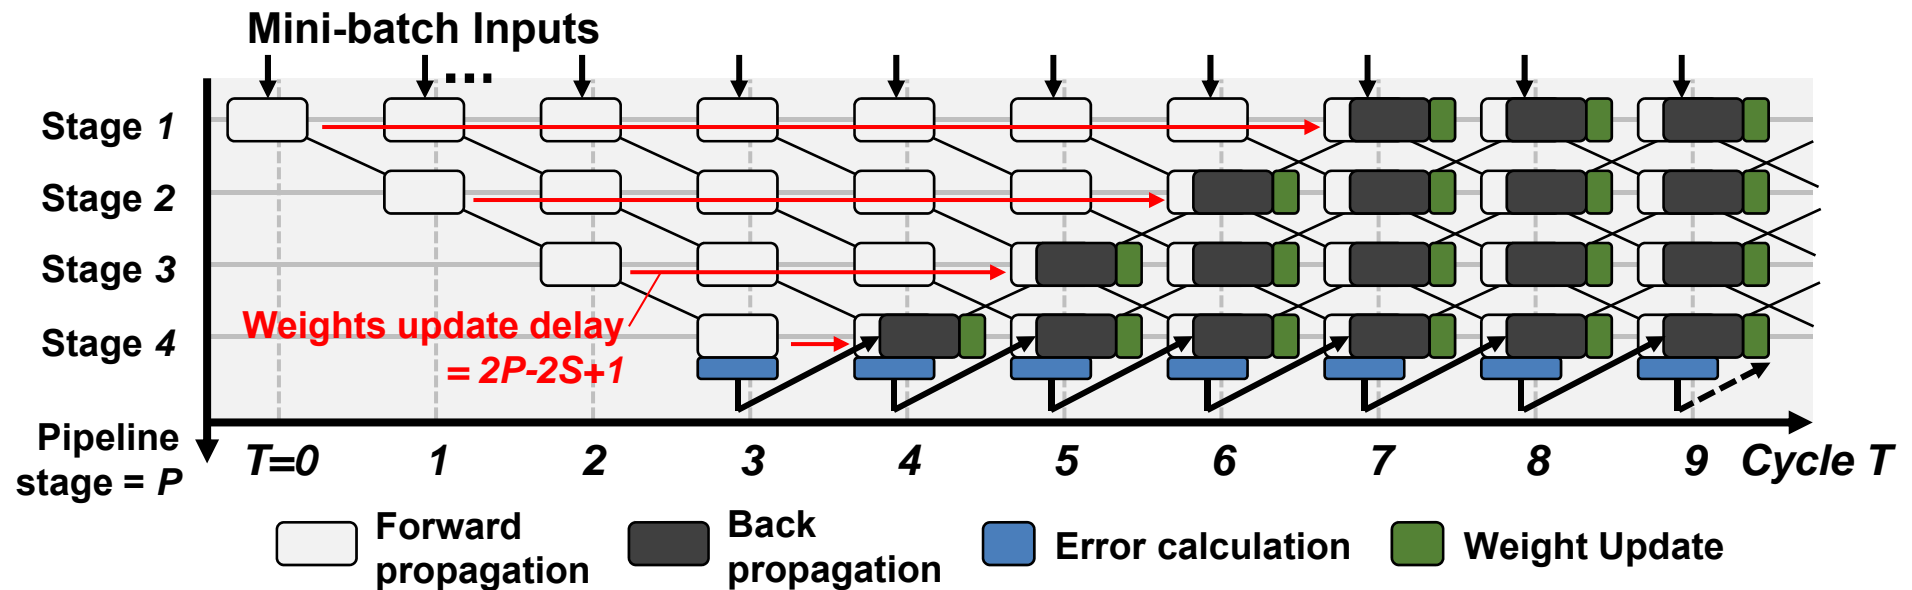 Mini-batch Inputs
...
Stage 1
Stage 2
Stage 3
Stage 4
Weights update delay
= 2P-2S+1
Pipeline
stage = P
T=0 1 2 3 4 5 6 7 8 9 Cycle T
Forward
propagation
Back
propagation
Error calculation
Weight Update